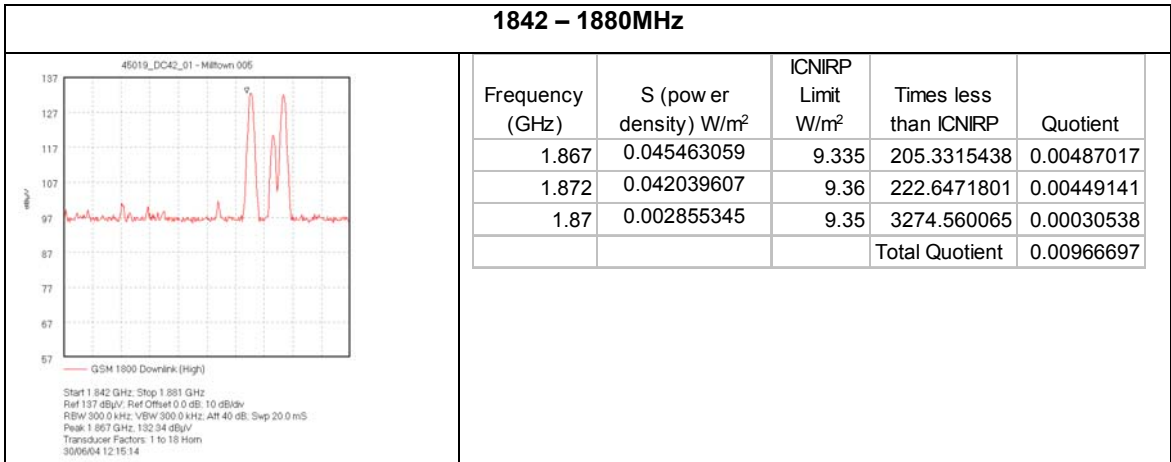 1842 – 1880MHz
45019_DC42_01 - Milltown 005
137
127
117
107
97
87
77
67
57
dBµV
GSM 1800 Downlink (High)
Start 1.842 GHz; Stop 1.881 GHz
Ref 137 dBµV; Ref Offset 0.0 dB; 10 dB/div
RBW 300.0 kHz; VBW 300.0 kHz; Att 40 dB; Swp 20.0 mS
Peak 1.867 GHz, 132.34 dBµV
Transducer Factors: 1 to 18 Horn
30/06/04 12:15:14
Frequency (GHz) S (pow er density) W/m² ICNIRP Limit W/m² Times less than ICNIRP Quotient
1.867 0.045463059 9.335 205.3315438 0.00487017
1.872 0.042039607 9.36 222.6471801 0.00449141
1.87 0.002855345 9.35 3274.560065 0.00030538
Total Quotient 0.00966697